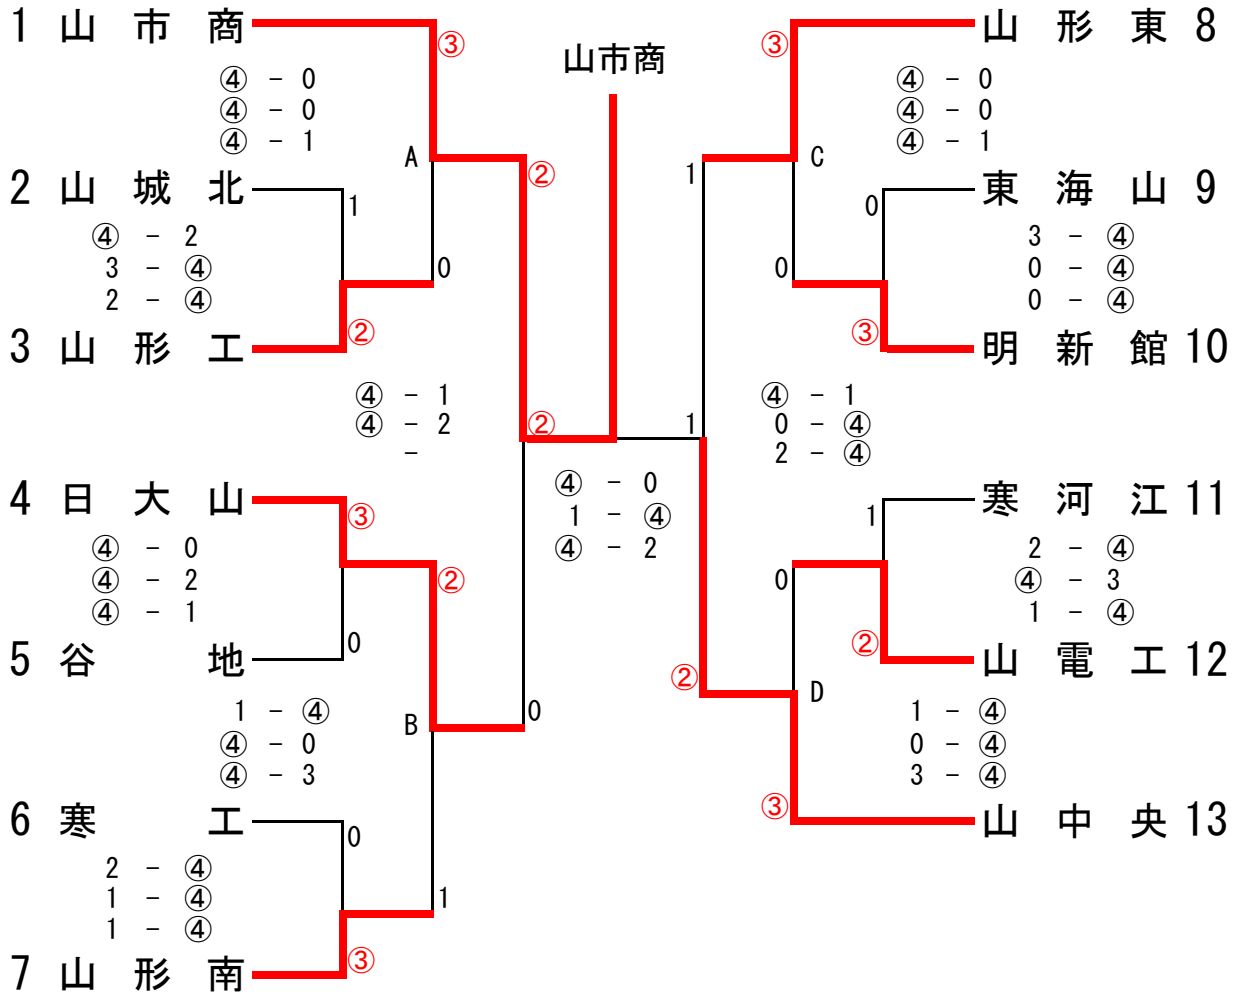 山市商
1 山市商
③
④ - 0
④ - 0
④ - 1
A
②
2 山城北
1
④ - 2
3 - ④
2 - ④
0
②
3 山形工
④ - 1
④ - 2
-
②
4 日大山
③
④ - 0
④ - 2
④ - 1
②
0
5 谷地
1 - ④
④ - 0
④ - 3
B
0
6 寒工
0
2 - ④
1 - ④
1 - ④
1
③
7 山形南
④ - 0
1 - ④
④ - 2
山形東 8
③
④ - 0
④ - 0
④ - 1
C
1
東海山 9
0
3 - ④
0 - ④
0 - ④
0
③
明新館 10
④ - 1
0 - ④
2 - ④
1
寒河江 11
1
2 - ④
④ - 3
1 - ④
0
②
山電工 12
②
D
1 - ④
0 - ④
3 - ④
③
山中央 13